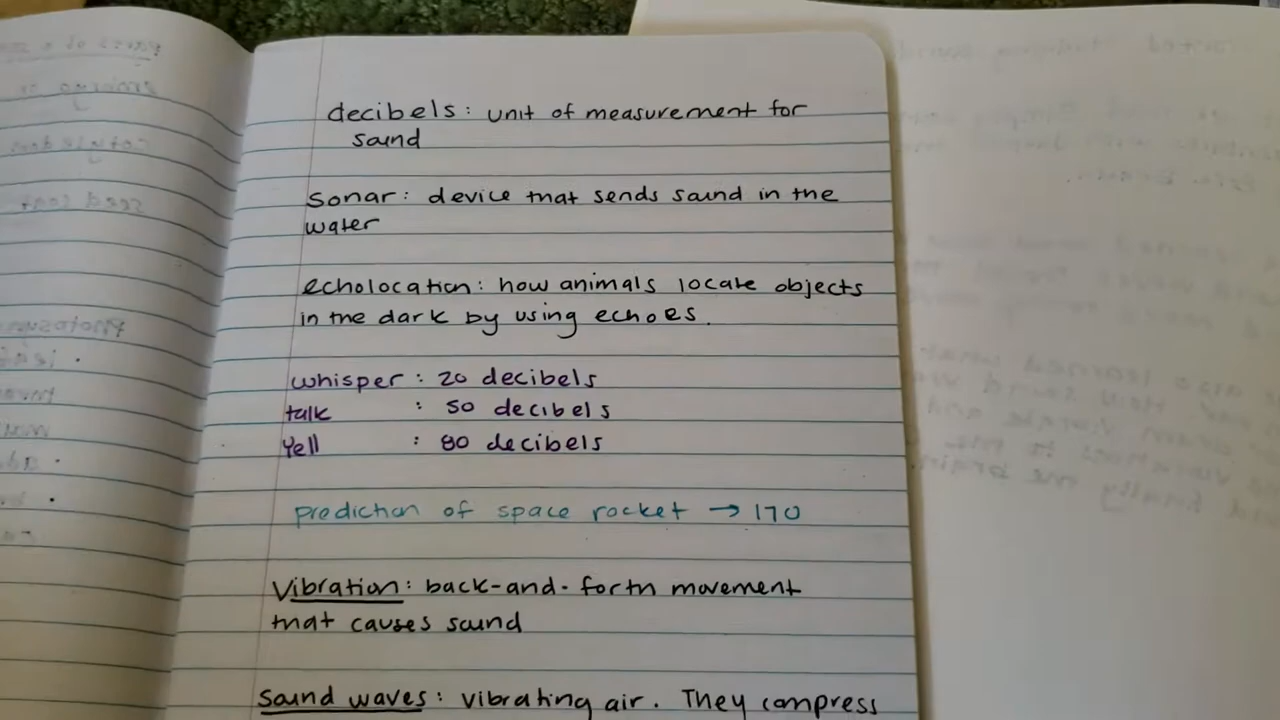 decibels: unit of measurement for
sound
Sonar: device that sends sound in the
water
Echolocation: how animals locate objects
in the dark by using echoes.
whisper: 20 decibels
talk : 50 decibels
Yell : 80 decibels
prediction of space rocket → 170
Vibration: back-and-forth movement
that causes sound
Sound waves: vibrating air. They compress